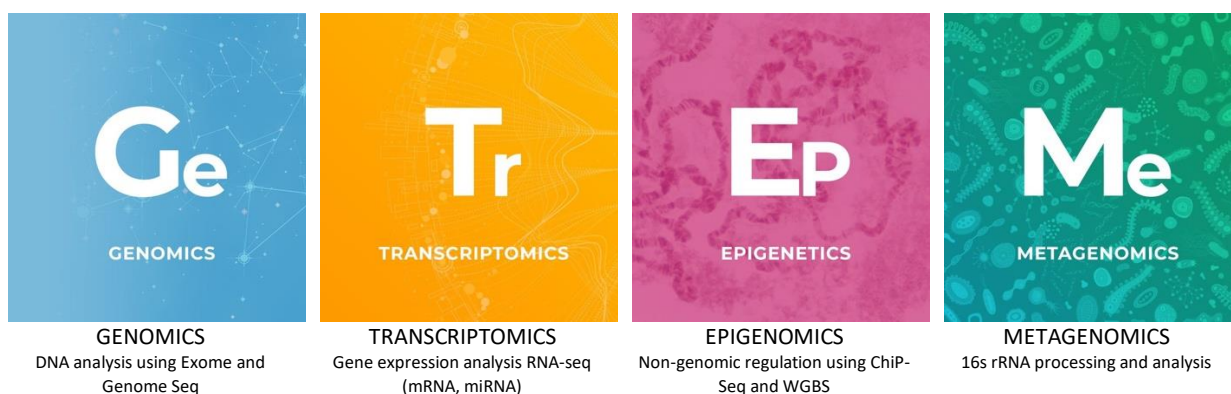 Ge
GENOMICS
Tr
TRANSCRIPTOMICS
Ep
EPIGENETICS
Me
METAGENOMICS
GENOMICS
DNA analysis using Exome and
Genome Seq
TRANSCRIPTOMICS
Gene expression analysis RNA-seq
(mRNA, miRNA)
EPIGENOMICS
Non-genomic regulation using ChiP-
Seq and WGBS
METAGENOMICS
16s rRNA processing and analysis